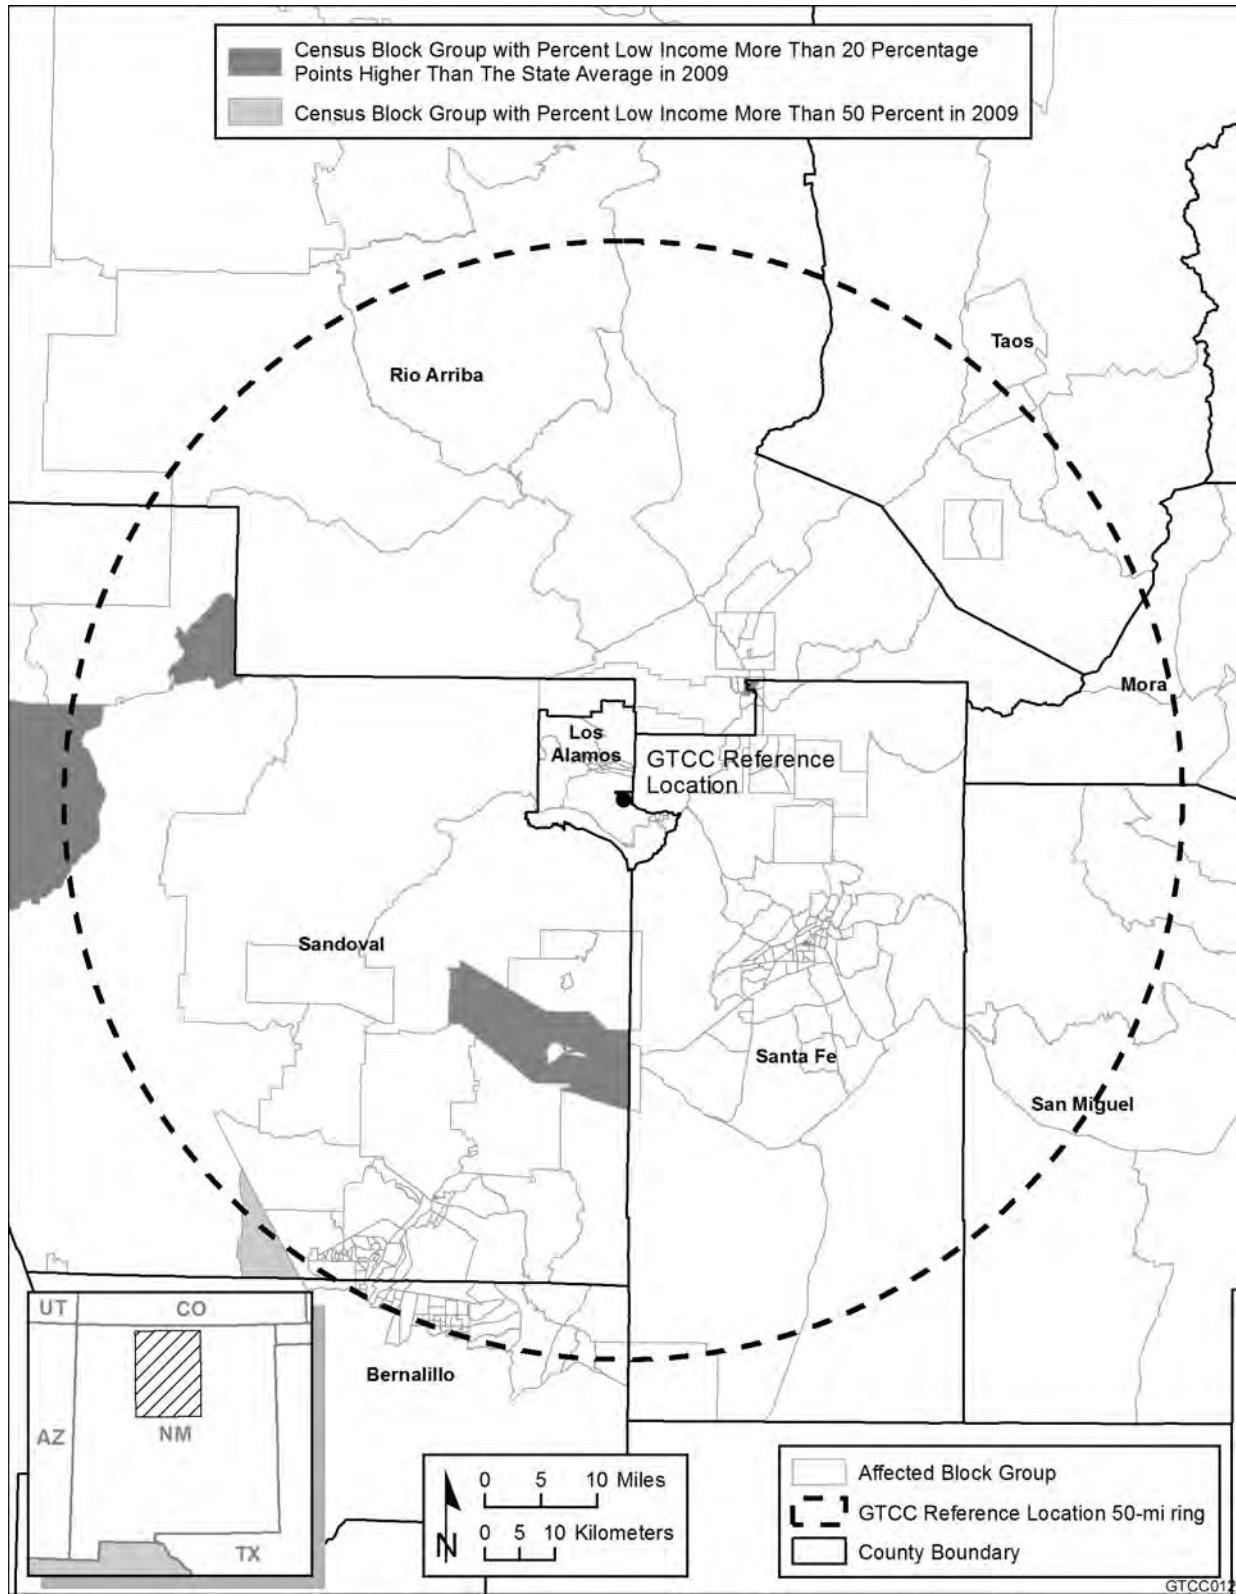 Census Block Group with Percent Low Income More Than 20 Percentage
Points Higher Than The State Average in 2009
Census Block Group with Percent Low Income More Than 50 Percent in 2009
Taos
Rio Arriba
Mora
Los
Alamos
GTCC Reference
Location
Sandoval
Santa Fe
San Miguel
Bernalillo
UT
CO
AZ
NM
TX
0 5 10 Miles
0 5 10 Kilometers
N
Affected Block Group
GTCC Reference Location 50-mi ring
County Boundary
GTCC012